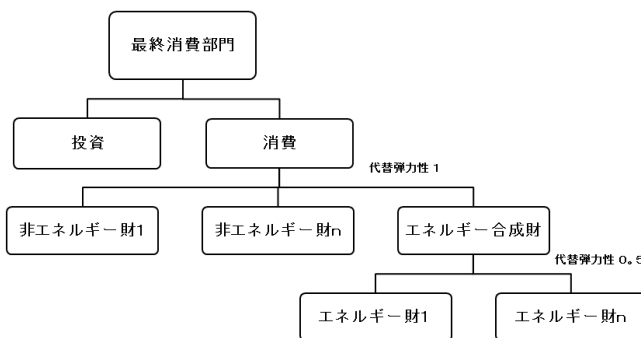 最終消費部門
投資
消費
代替弾力性 1
非エネルギー財1
非エネルギー財n
エネルギー合成財
代替弾力性 0。5
エネルギー財1
エネルギー財n